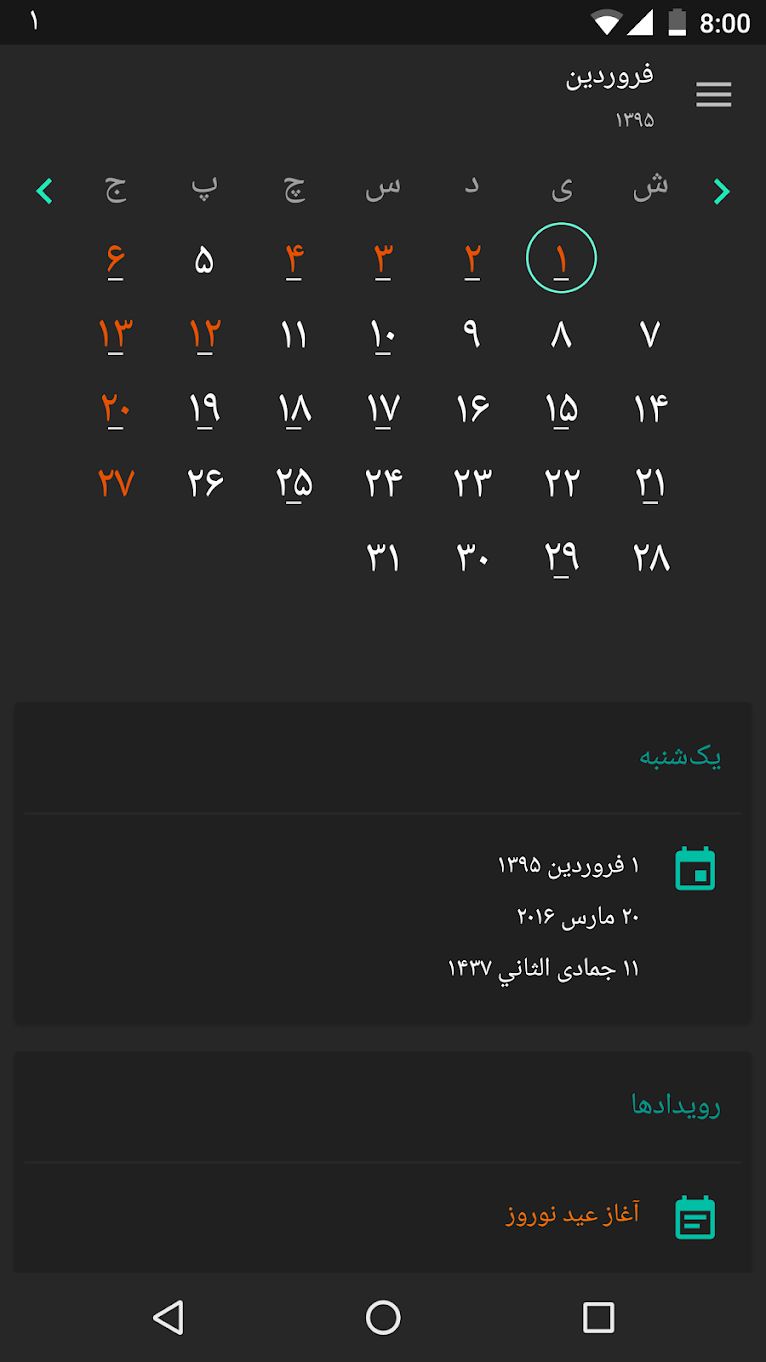 ۱ 8:00
فروردین
۱۳۹۵
ش ی د س چ پ ج
۱ ۲ ۳ ۴ ۵ ۶
۷ ۸ ۹ ۱۰ ۱۱ ۱۲ ۱۳
۱۴ ۱۵ ۱۶ ۱۷ ۱۸ ۱۹ ۲۰
۲۱ ۲۲ ۲۳ ۲۴ ۲۵ ۲۶ ۲۷
۲۸ ۲۹ ۳۰ ۳۱
یک‌شنبه
۱ فروردین ۱۳۹۵
۲۰ مارس ۲۰۱۶
۱۱ جمادی الثاني ۱۴۳۷
رویدادها
آغاز عید نوروز